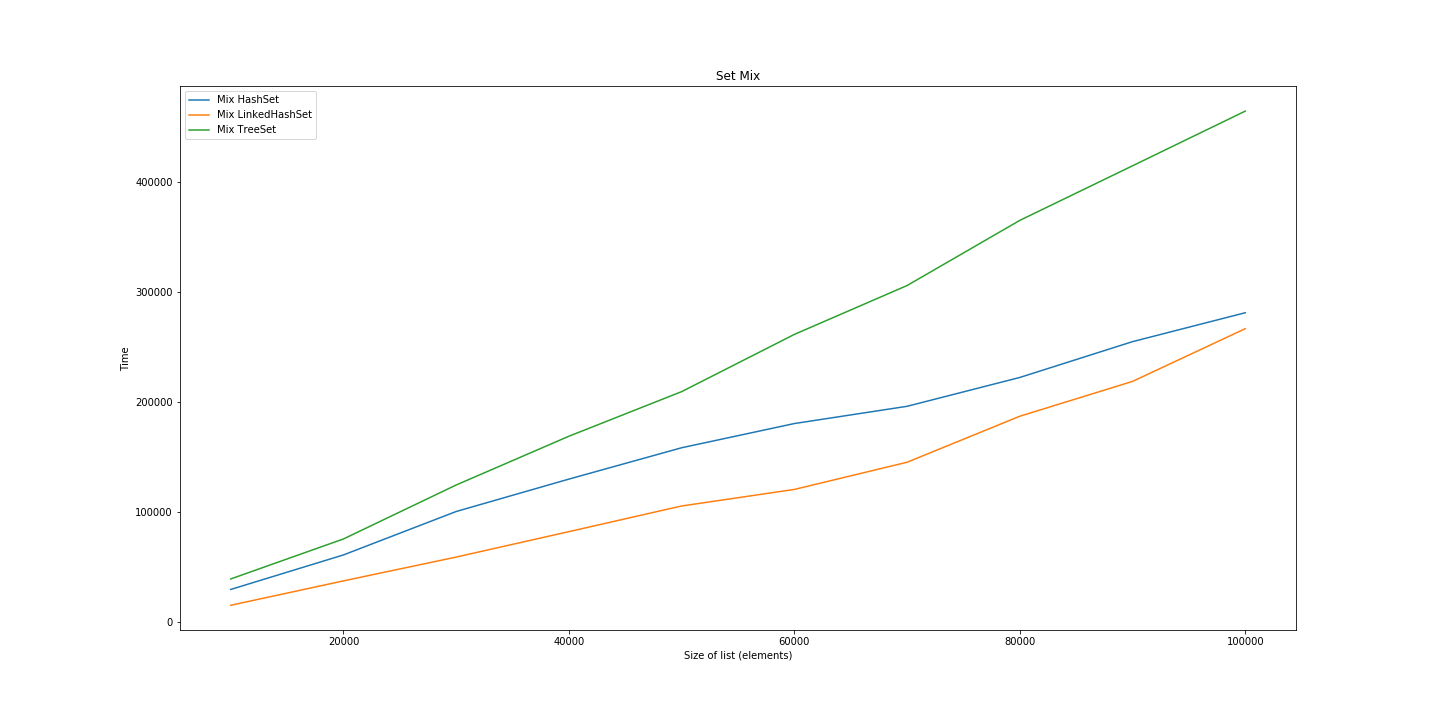 Set Mix
Mix HashSet
Mix LinkedHashSet
Mix TreeSet
400000
300000
200000
100000
0
Time
20000 40000 60000 80000 100000
Size of list (elements)